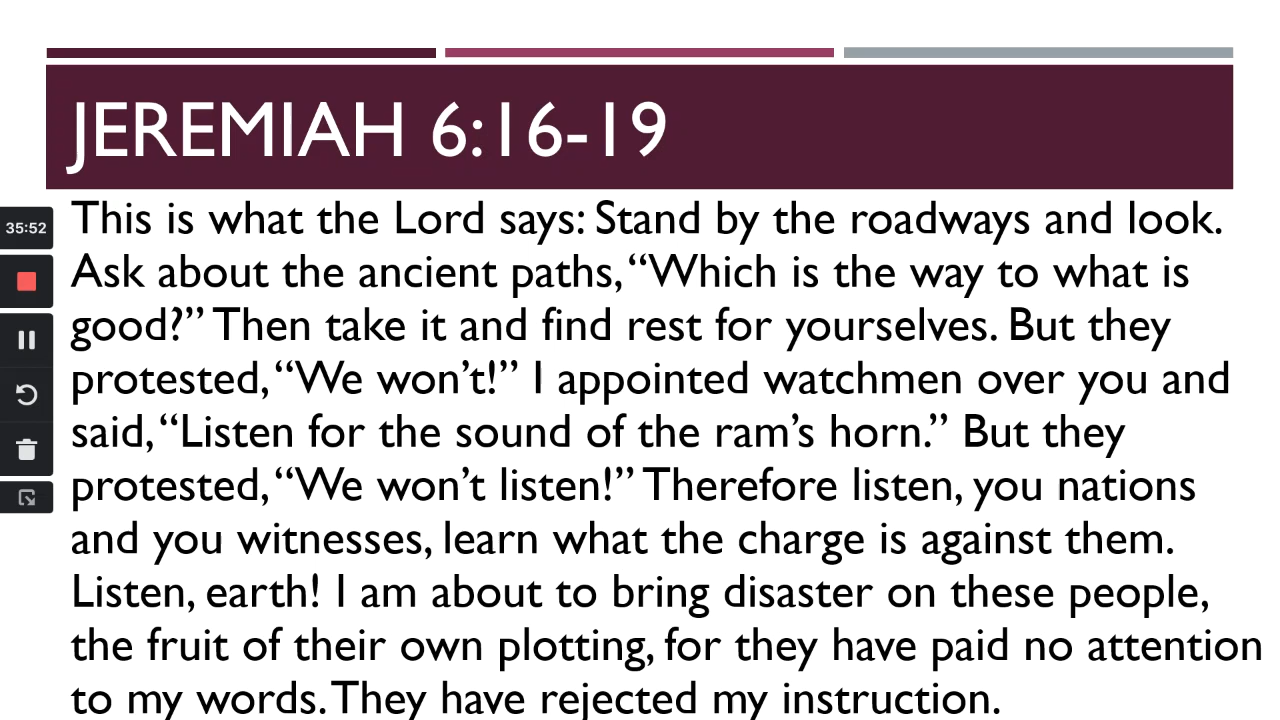 JEREMIAH 6:16-19
This is what the Lord says: Stand by the roadways and look.
35:52
Ask about the ancient paths, “Which is the way to what is
good?” Then take it and find rest for yourselves. But they
protested, “We won’t!” I appointed watchmen over you and
said, “Listen for the sound of the ram’s horn.” But they
protested, “We won’t listen!” Therefore listen, you nations
and you witnesses, learn what the charge is against them.
Listen, earth! I am about to bring disaster on these people,
the fruit of their own plotting, for they have paid no attention
to my words. They have rejected my instruction.